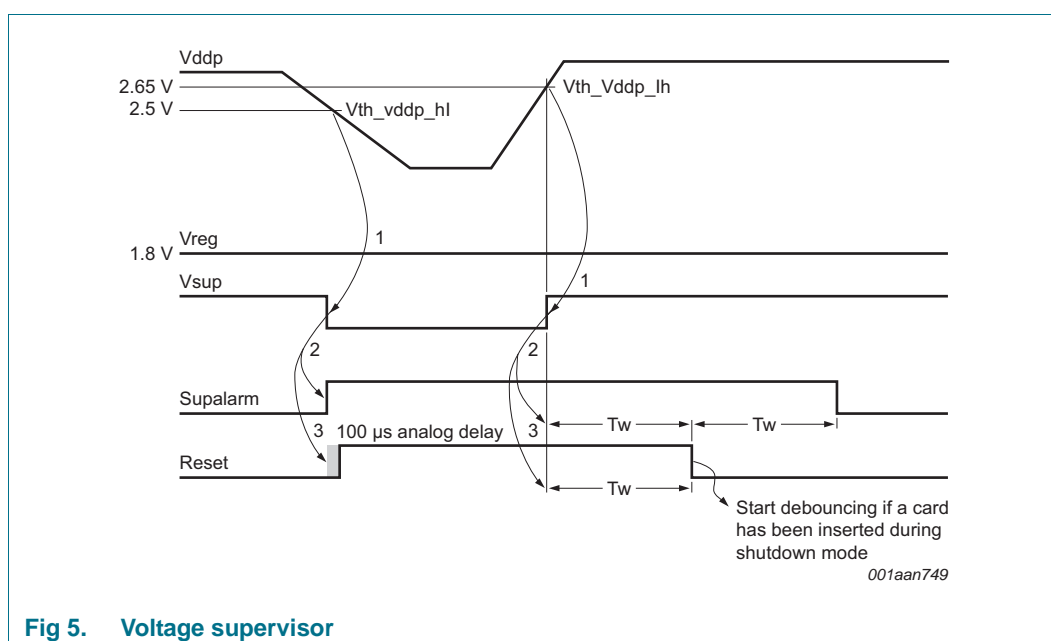 Vddp
2.65 V
Vth_Vddp_lh
2.5 V
Vth_vddp_hl
1
Vreg
1.8 V
Vsup
1
2
2
Supalarm
Tw
Tw
3
100 μs analog delay
3
Reset
Tw
Start debouncing if a card
has been inserted during
shutdown mode
001aan749
Fig 5. Voltage supervisor